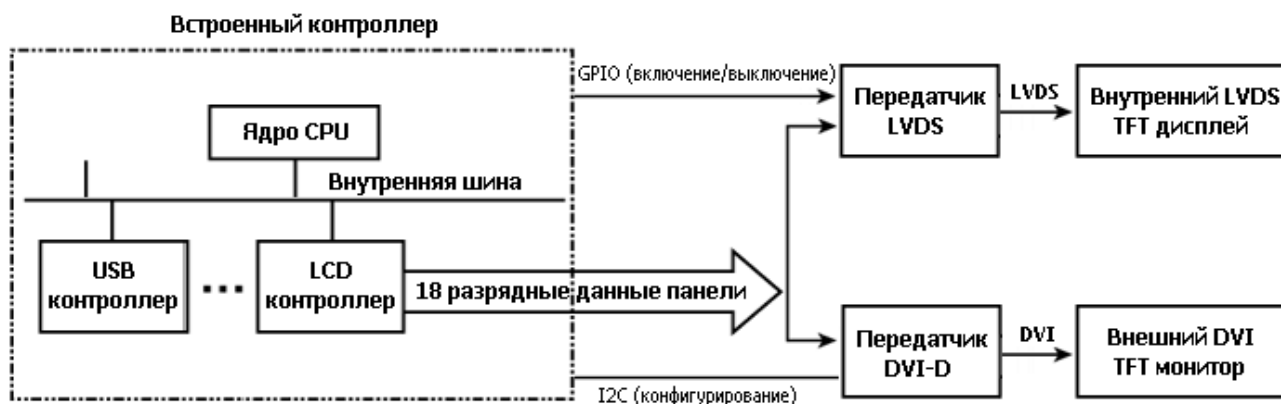 Встроенный контроллер
GPIO (включение/выключение)
Передатчик
LVDS
LVDS
Внутренний LVDS
TFT дисплей
Ядро CPU
Внутренняя шина
USB
контроллер
...
LCD
контроллер
18 разрядные данные панели
Передатчик
DVI-D
DVI
Внешний DVI
TFT монитор
I2C (конфигурирование)